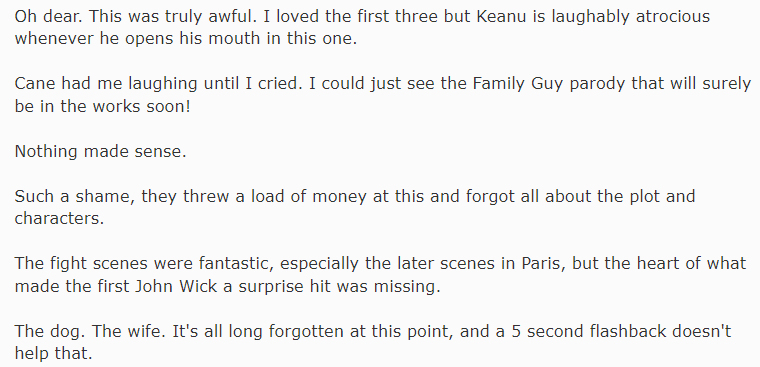 Oh dear. This was truly awful. I loved the first three but Keanu is laughably atrocious
whenever he opens his mouth in this one.
Cane had me laughing until I cried. I could just see the Family Guy parody that will surely
be in the works soon!
Nothing made sense.
Such a shame, they threw a load of money at this and forgot all about the plot and
characters.
The fight scenes were fantastic, especially the later scenes in Paris, but the heart of what
made the first John Wick a surprise hit was missing.
The dog. The wife. It's all long forgotten at this point, and a 5 second flashback doesn't
help that.